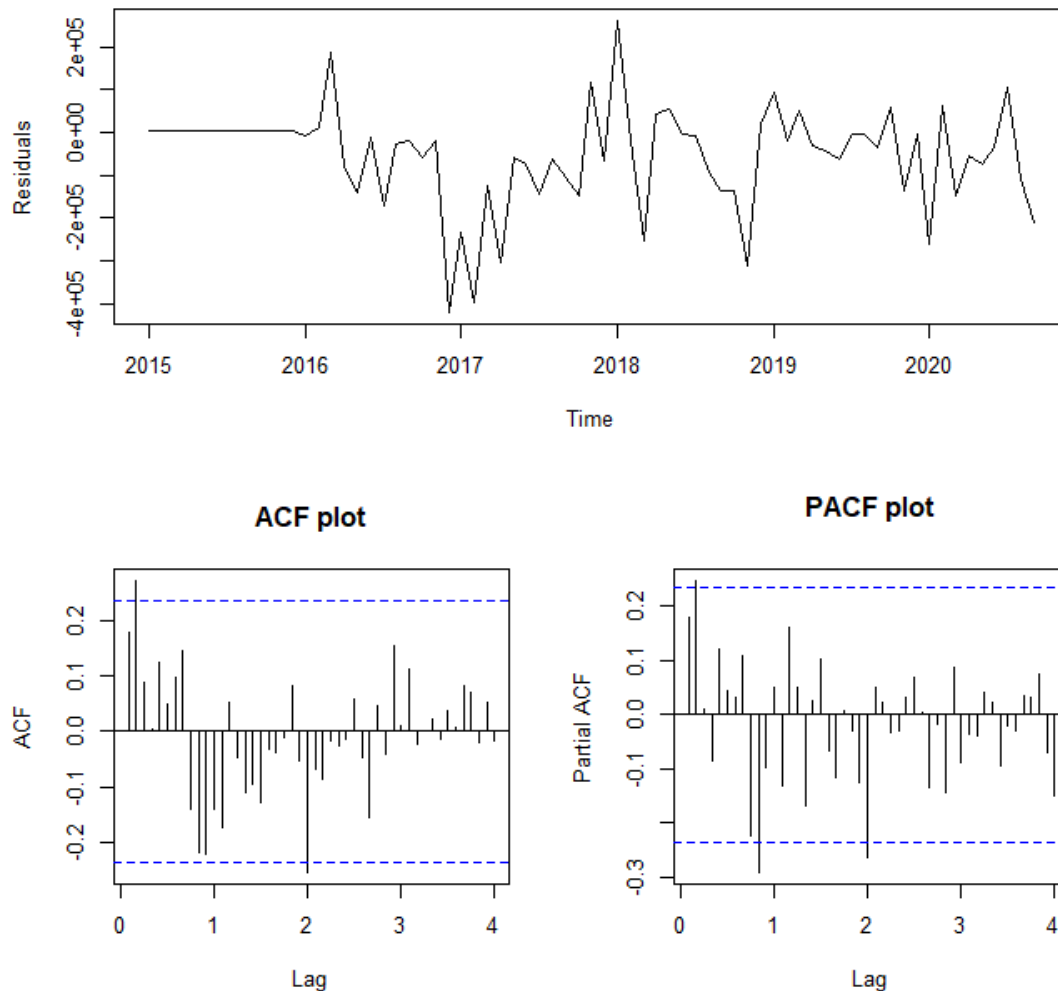 Residuals
2e+05
0e+00
-2e+05
-4e+05
2015 2016 2017 2018 2019 2020
Time
ACF plot
ACF
0.2
0.1
0.0
-0.1
-0.2
0 1 2 3 4
Lag
PACF plot
Partial ACF
0.2
0.1
0.0
-0.1
-0.3
0 1 2 3 4
Lag